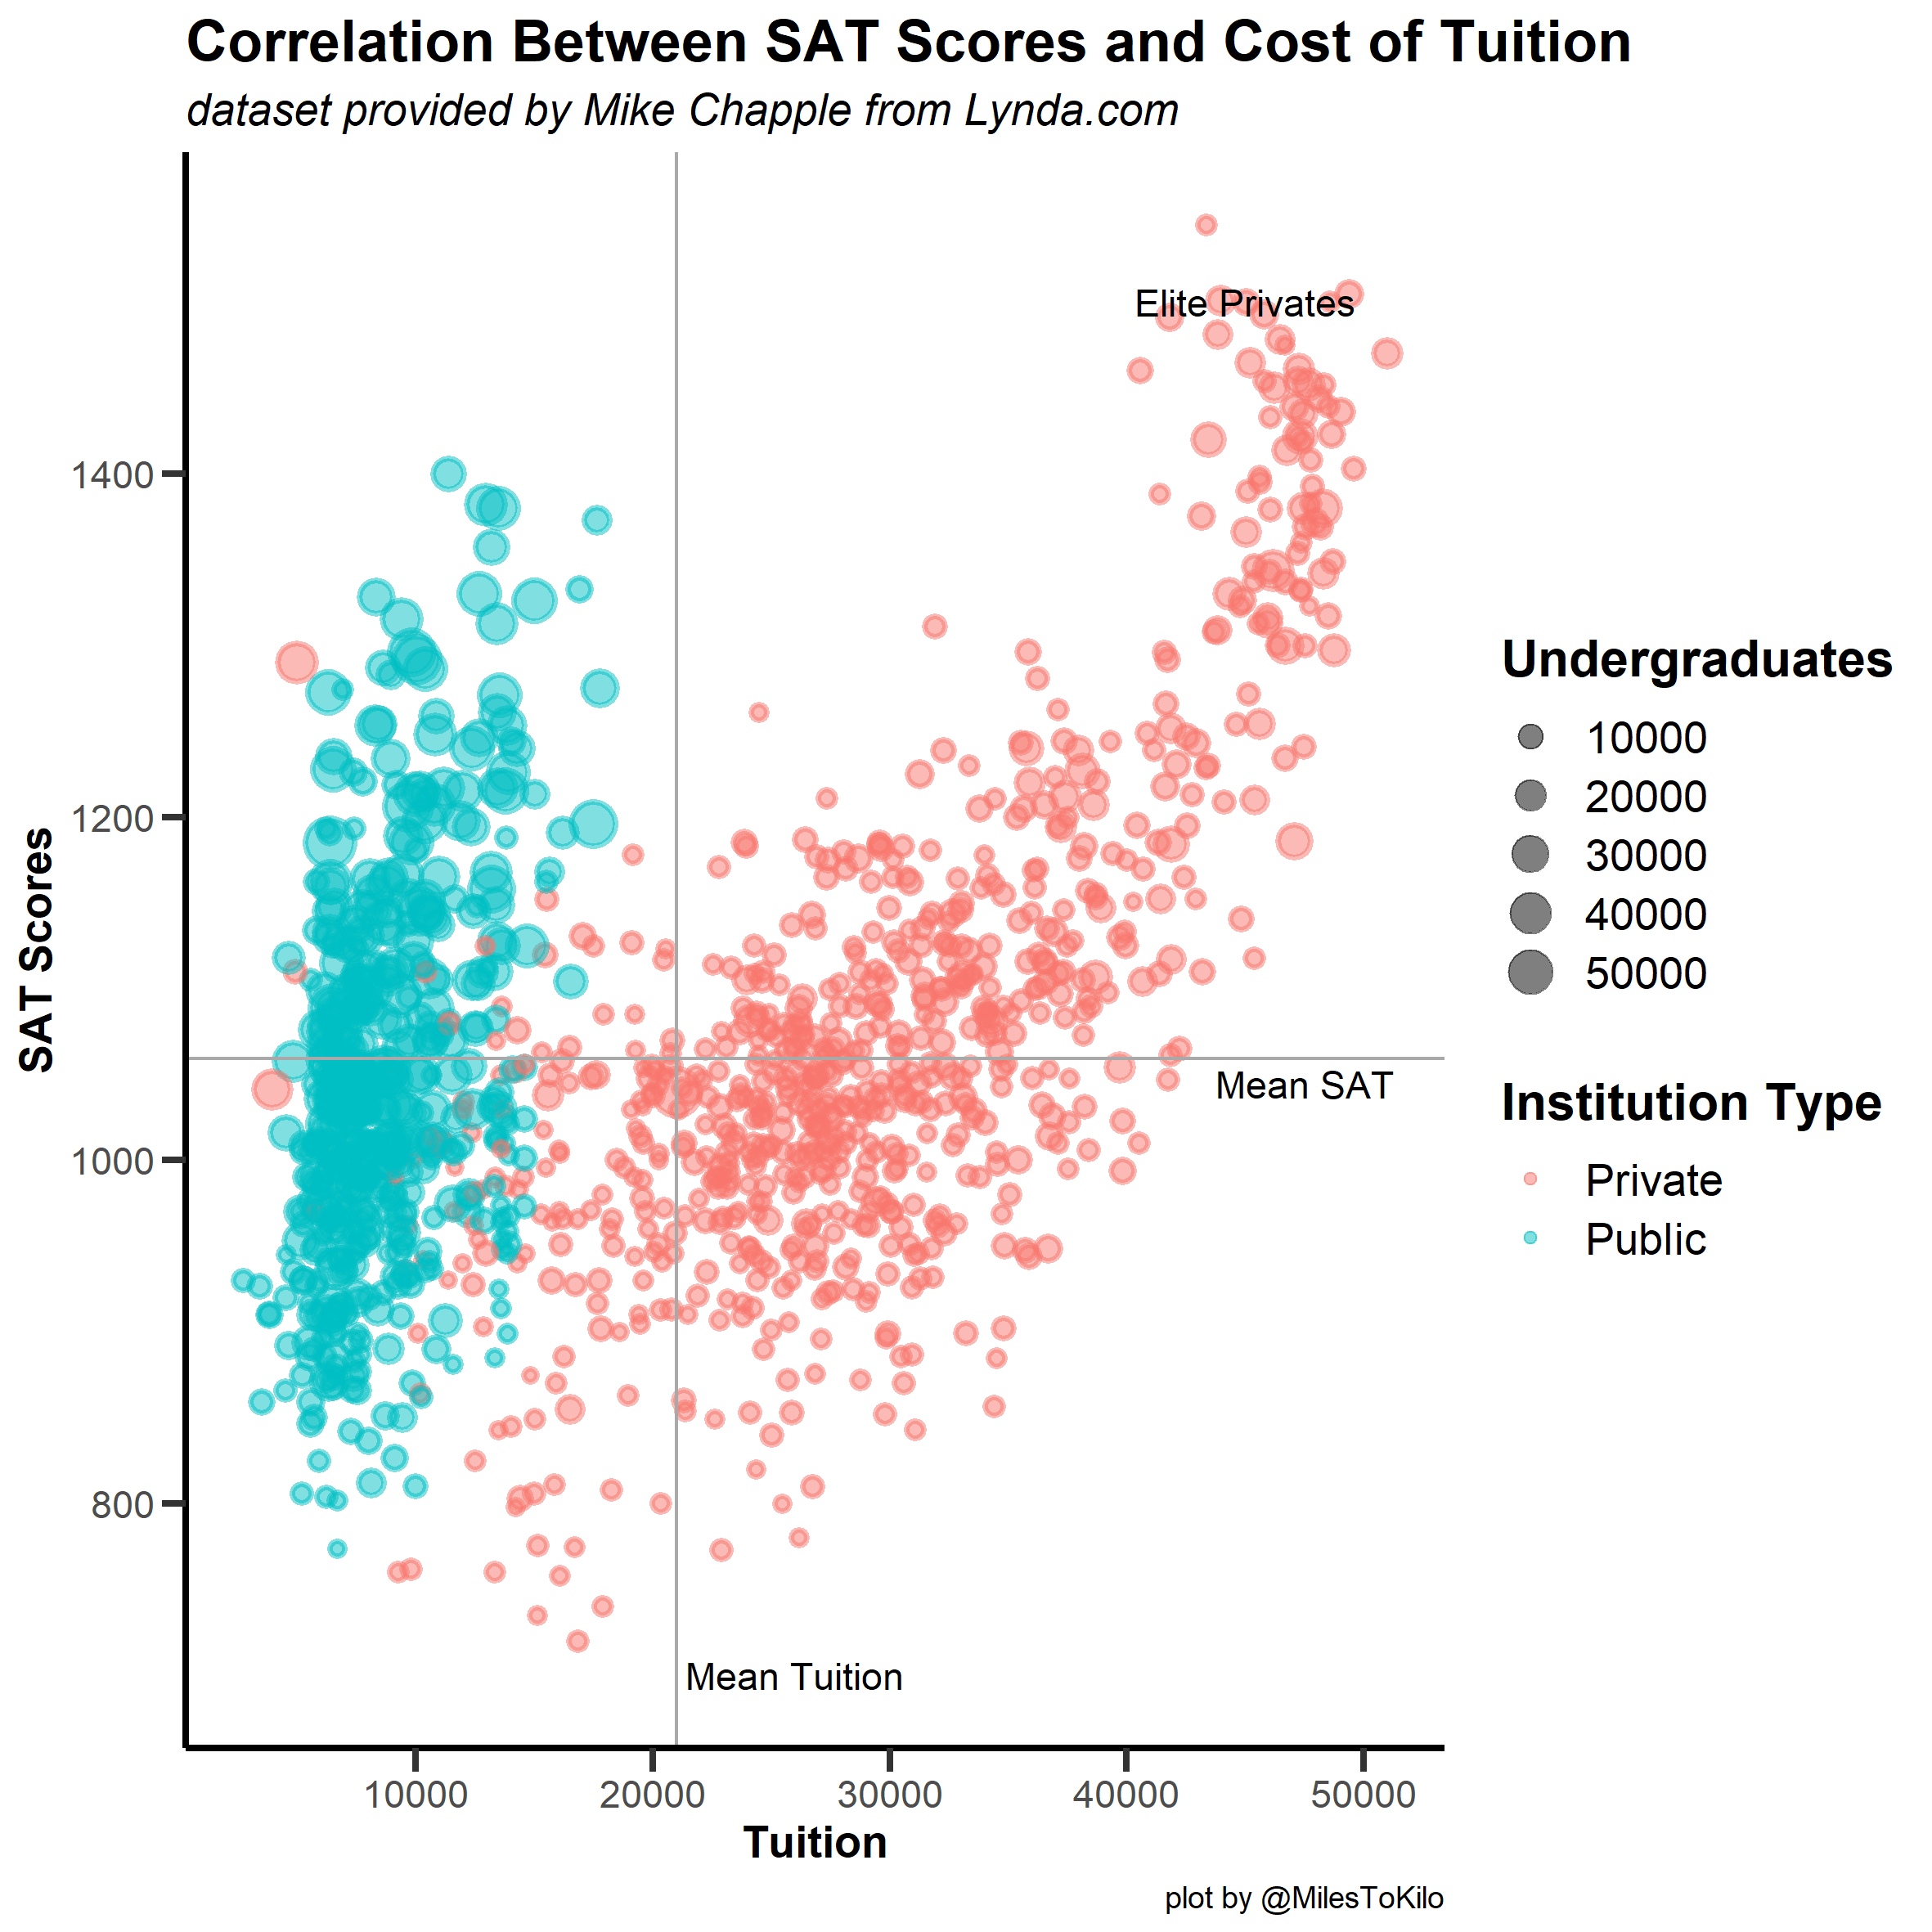 Correlation Between SAT Scores and Cost of Tuition
dataset provided by Mike Chapple from Lynda.com
Elite Privates
1400
1200
1000
800
SAT Scores
Mean SAT
Mean Tuition
10000 20000 30000 40000 50000
Tuition
plot by @MilesToKilo
Undergraduates
10000
20000
30000
40000
50000
Institution Type
Private
Public